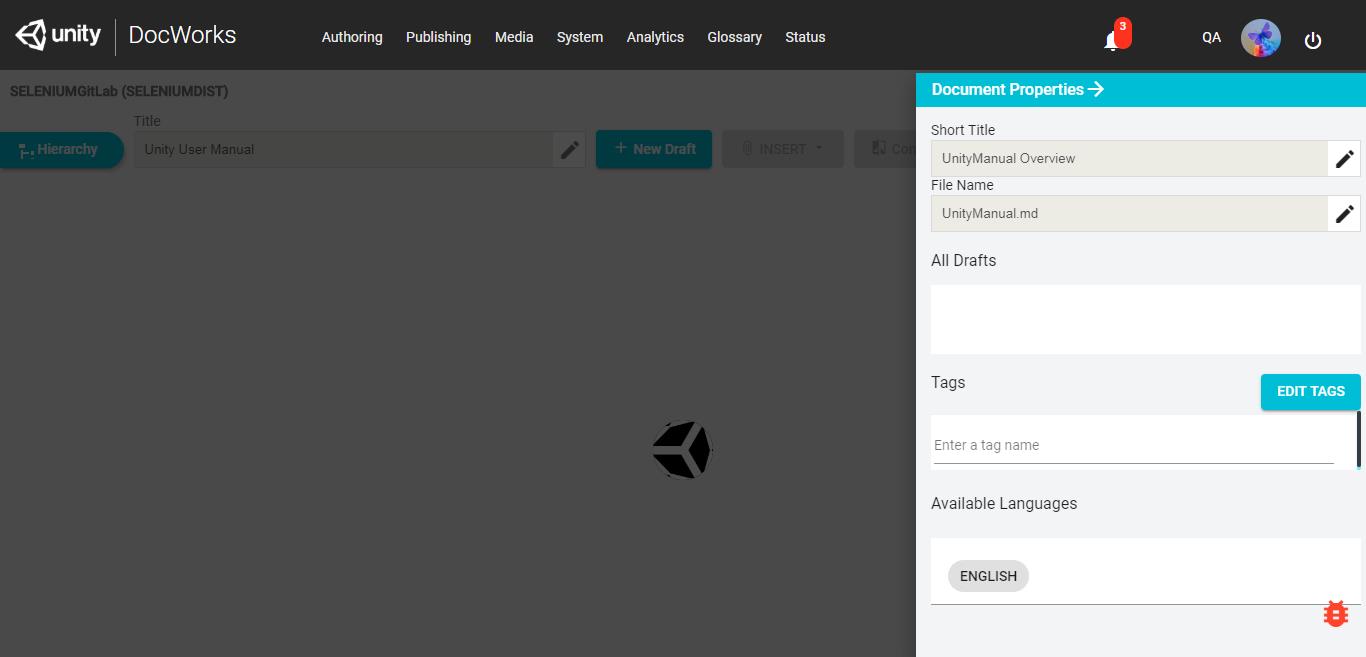 unity DocWorks Authoring Publishing Media System Analytics Glossary Status 3 QA
SELENIUMGitLab (SELENIUMDIST)
Title
Hierarchy Unity User Manual + New Draft INSERT Cop
Document Properties
Short Title
UnityManual Overview
File Name
UnityManual.md
All Drafts
Tags
EDIT TAGS
Enter a tag name
Available Languages
ENGLISH